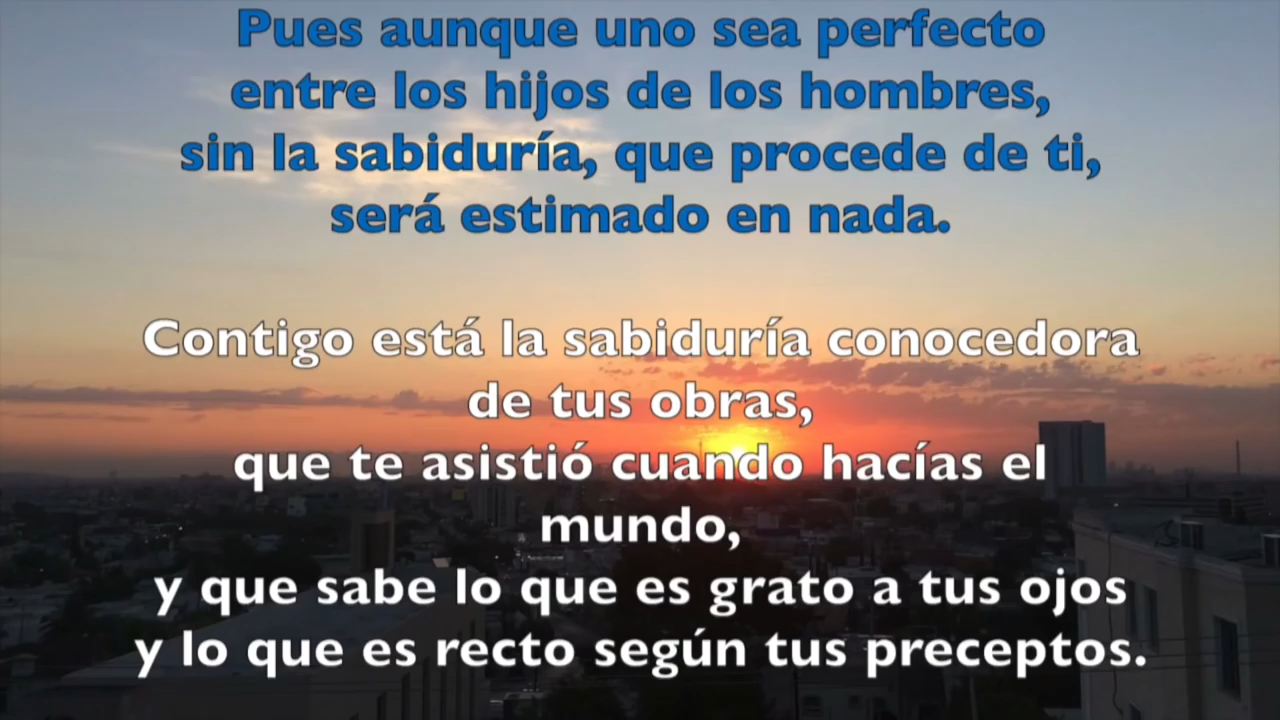 Pues aunque uno sea perfecto
entre los hijos de los hombres,
sin la sabiduría, que procede de ti,
será estimado en nada.
Contigo está la sabiduría conocedora
de tus obras,
que te asistió cuando hacías el
mundo,
y que sabe lo que es grato a tus ojos
y lo que es recto según tus preceptos.